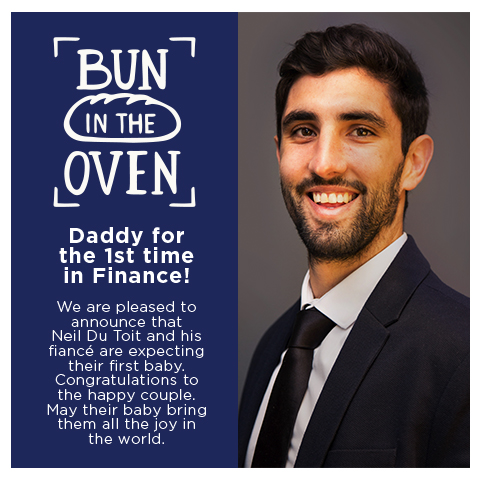 BUN
IN THE
OVEN
Daddy for
the 1st time
in Finance!
We are pleased to
announce that
Neil Du Toit and his
fiancé are expecting
their first baby.
Congratulations to
the happy couple.
May their baby bring
them all the joy in
the world.